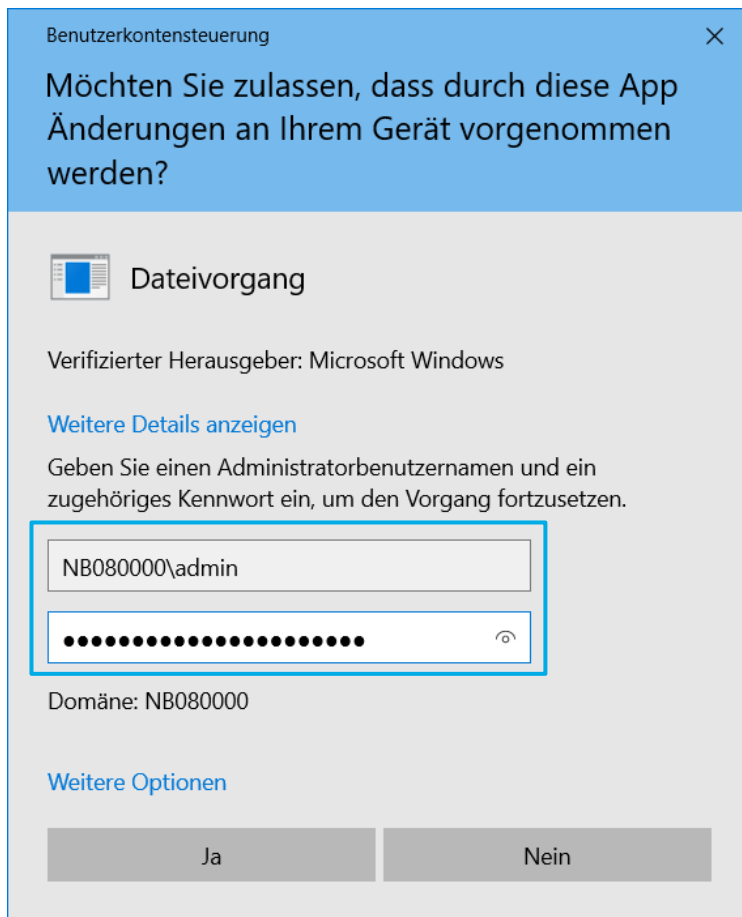 Benutzerkontensteuerung
Möchten Sie zulassen, dass durch diese App
Änderungen an Ihrem Gerät vorgenommen
werden?
Dateivorgang
Verifizierter Herausgeber: Microsoft Windows
Weitere Details anzeigen
Geben Sie einen Administratorbenutzernamen und ein
zugehöriges Kennwort ein, um den Vorgang fortzusetzen.
NB080000\admin
●●●●●●●●●●●●●●●●●●●●●●
Domäne: NB080000
Weitere Optionen
Ja
Nein